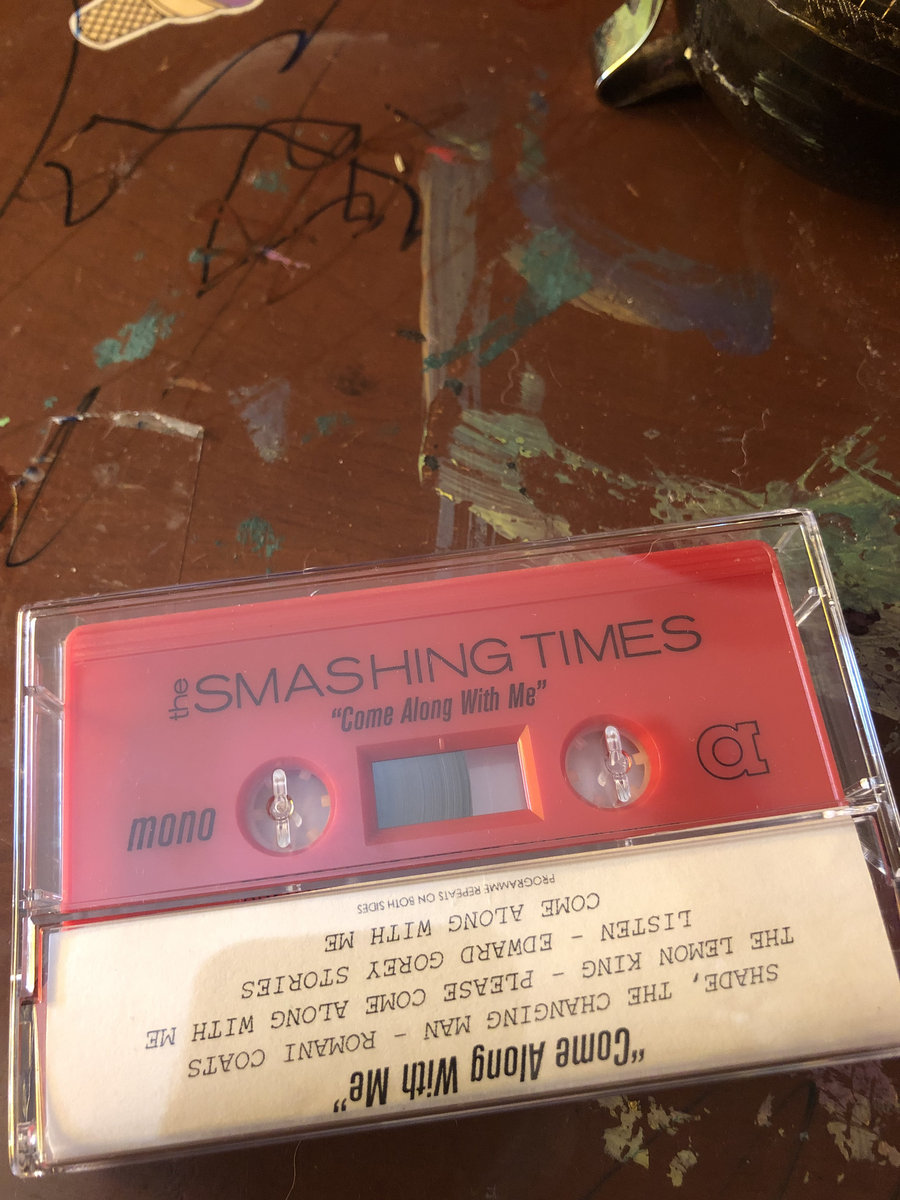 the SMASHING TIMES
“Come Along With Me”
mono
a
“Come Along With Me”
SHADE, THE CHANGING MAN - ROMANI COATS
THE LEMON KING - PLEASE COME ALONG WITH ME
LISTEN - EDWARD GOREY STORIES
COME ALONG WITH ME
PROGRAMME REPEATS ON BOTH SIDES